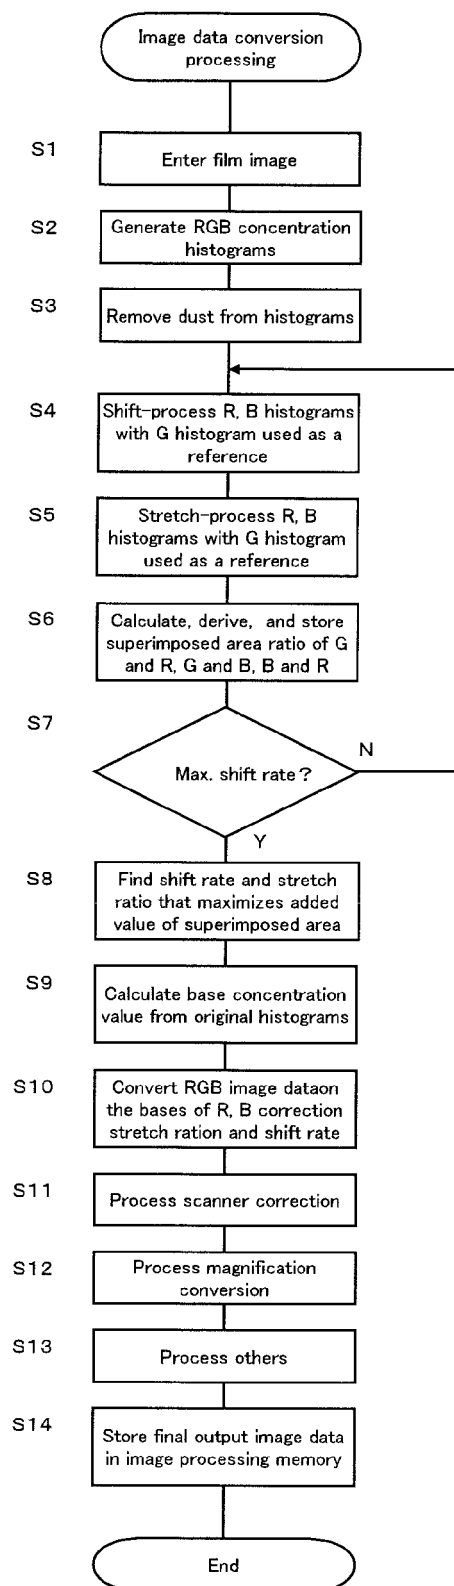 Image data conversion
processing
S1
Enter film image
S2
Generate RGB concentration
histograms
S3
Remove dust from histograms
S4
Shift-process R, B histograms
with G histogram used as a
reference
S5
Stretch-process R, B
histograms with G histogram
used as a reference
S6
Calculate, derive, and store
superimposed area ratio of G
and R, G and B, B and R
S7
Max. shift rate?
N
Y
S8
Find shift rate and stretch
ratio that maximizes added
value of superimposed area
S9
Calculate base concentration
value from original histograms
S10
Convert RGB image dataon
the bases of R, B correction
stretch ration and shift rate
S11
Process scanner correction
S12
Process magnification
conversion
S13
Process others
S14
Store final output image data
in image processing memory
End